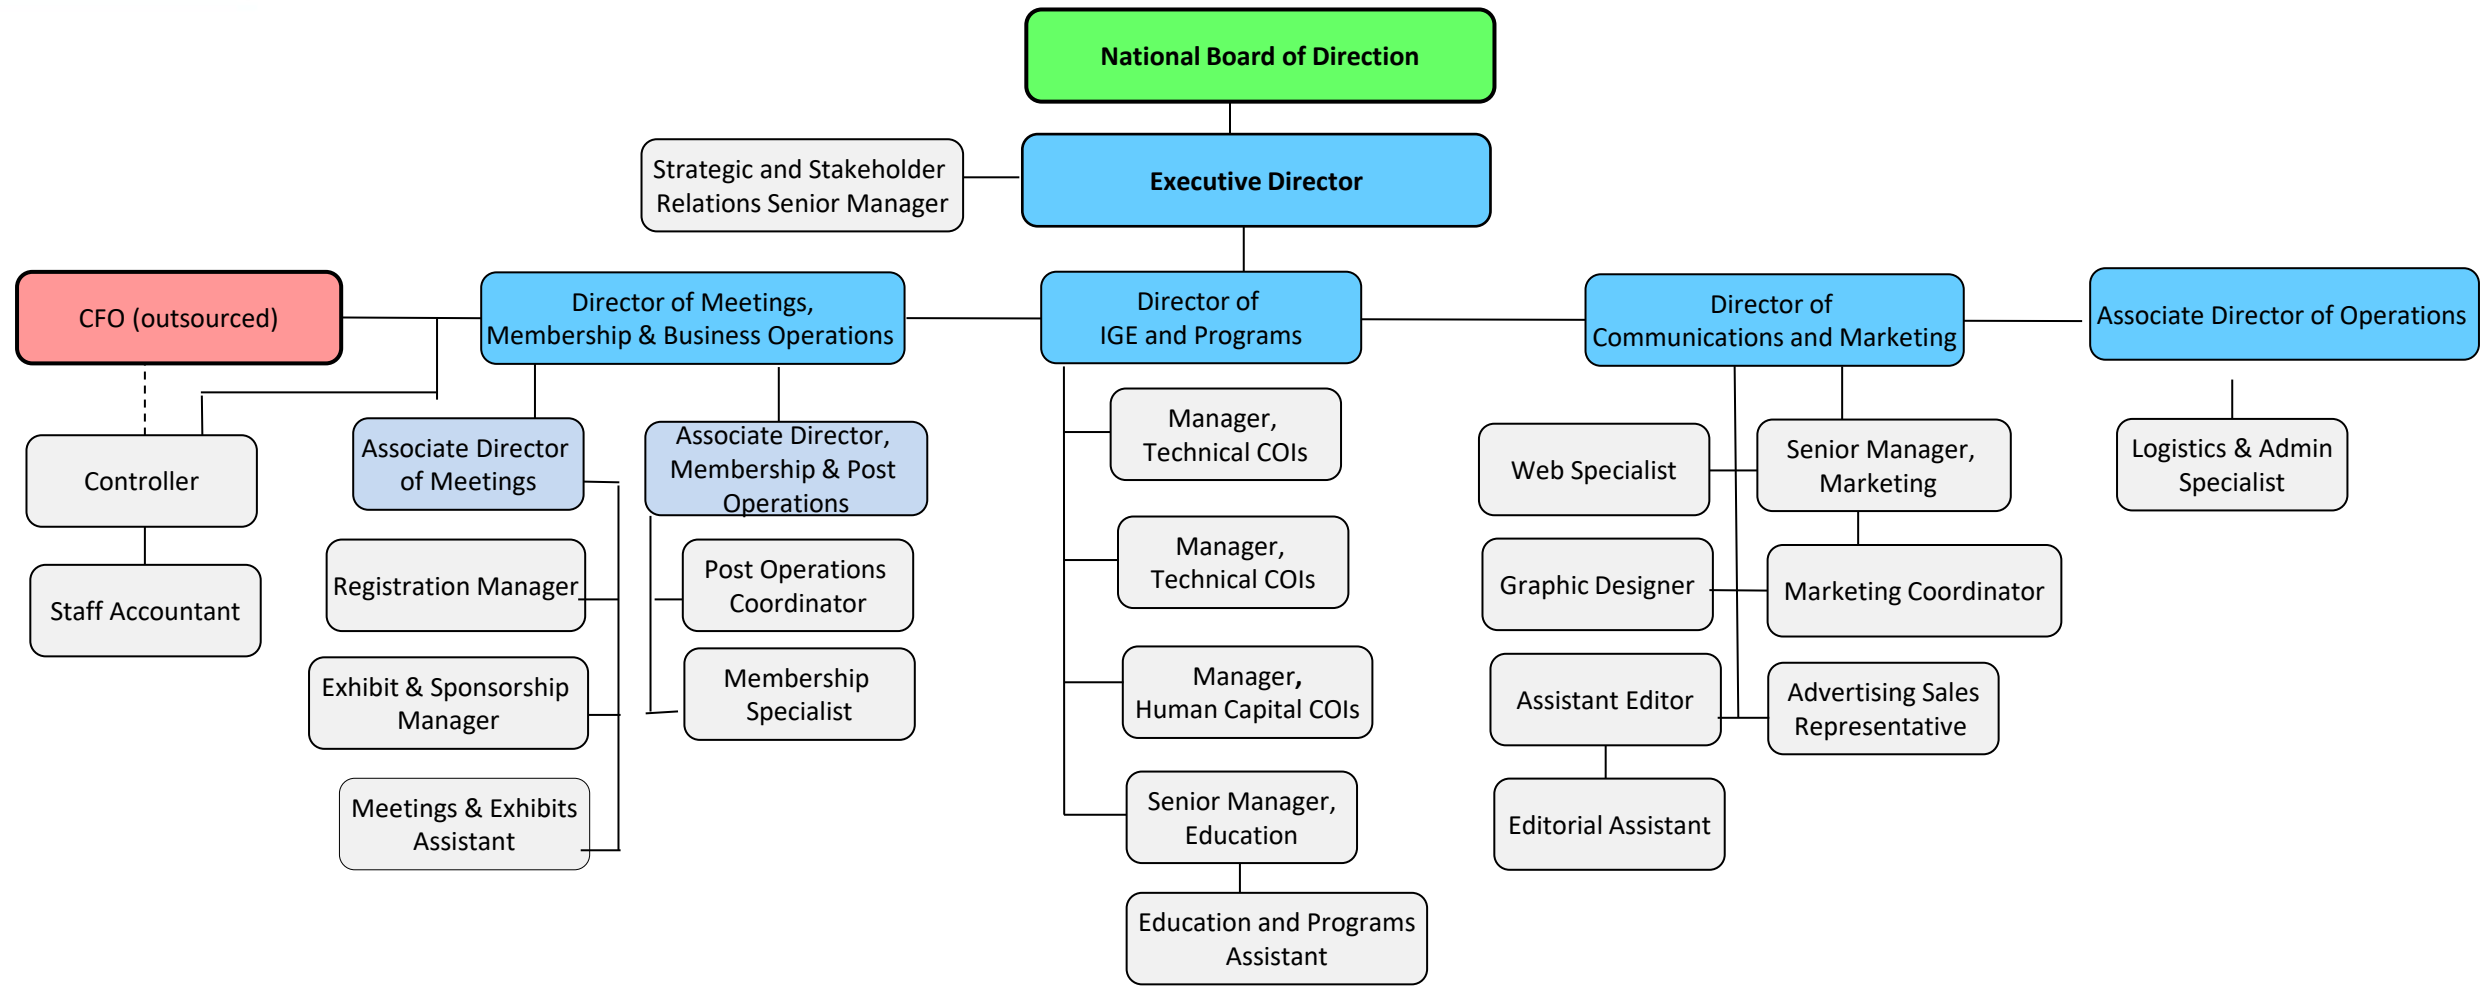 National Board of Direction
Strategic and Stakeholder
Relations Senior Manager
Executive Director
CFO (outsourced)
Director of Meetings,
Membership & Business Operations
Director of
IGE and Programs
Director of
Communications and Marketing
Associate Director of Operations
Controller
Staff Accountant
Associate Director
of Meetings
Registration Manager
Exhibit & Sponsorship
Manager
Meetings & Exhibits
Assistant
Associate Director,
Membership & Post
Operations
Post Operations
Coordinator
Membership
Specialist
Manager,
Technical COIs
Manager,
Technical COIs
Manager,
Human Capital COIs
Senior Manager,
Education
Education and Programs
Assistant
Web Specialist
Graphic Designer
Assistant Editor
Editorial Assistant
Senior Manager,
Marketing
Marketing Coordinator
Advertising Sales
Representative
Logistics & Admin
Specialist